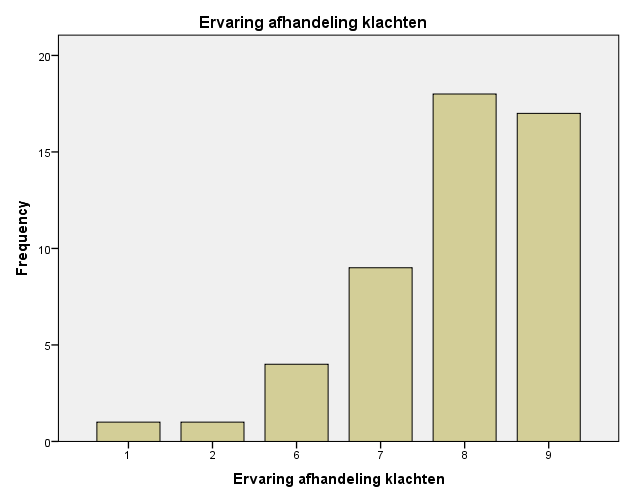 Ervaring afhandeling klachten
20
15
10
5
0
Frequency
1 2 6 7 8 9
Ervaring afhandeling klachten